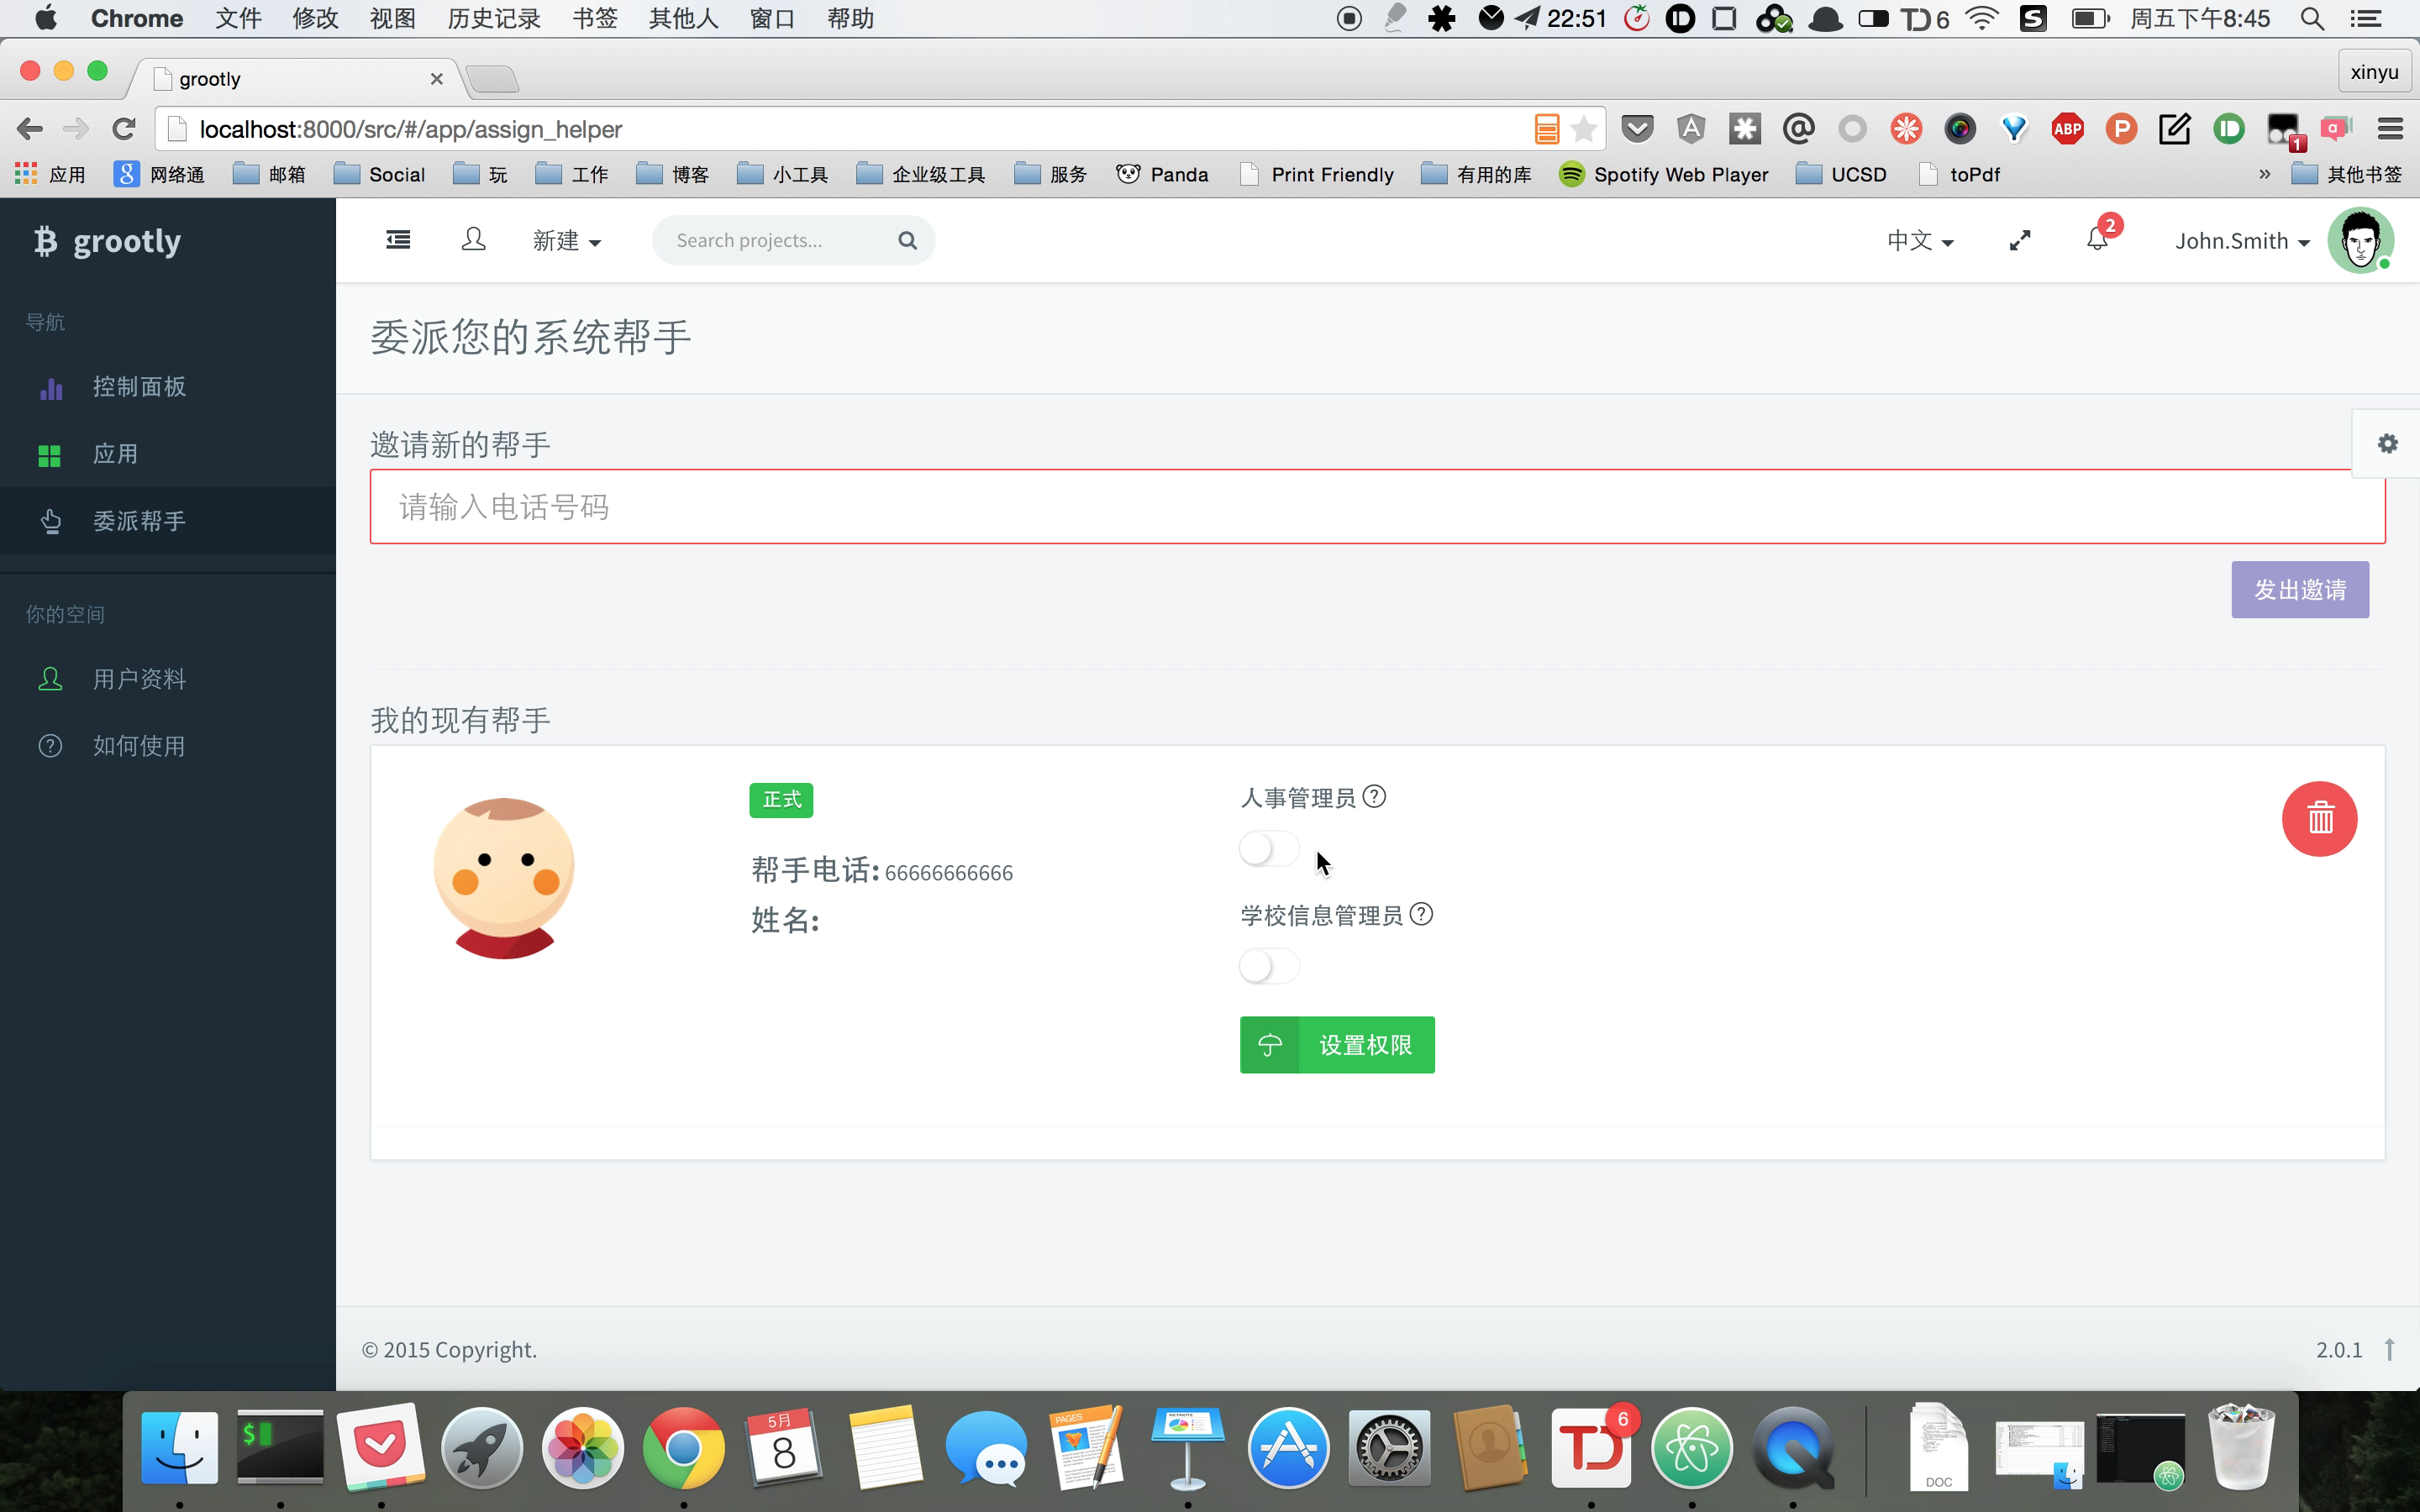 Chrome 文件 修改 视图 历史记录 书签 其他人 窗口 帮助 22:51 6 周五下午8:45
grootly xinyu
localhost:8000/src/#/app/assign_helper ABP P 1
应用 网络通 邮箱 Social 玩 工作 博客 小工具 企业级工具 服务 Panda Print Friendly 有用的库 Spotify Web Player UCSD toPdf » 其他书签
grootly 新建 Search projects... 中文 2 John.Smith
导航
控制面板
应用
委派帮手
你的空间
用户资料
如何使用
委派您的系统帮手
邀请新的帮手
请输入电话号码
发出邀请
我的现有帮手
正式
帮手电话: 66666666666
姓名:
人事管理员
学校信息管理员
设置权限
© 2015 Copyright. 2.0.1
5月
8
PAGES
KEYNOTE
6
DOC